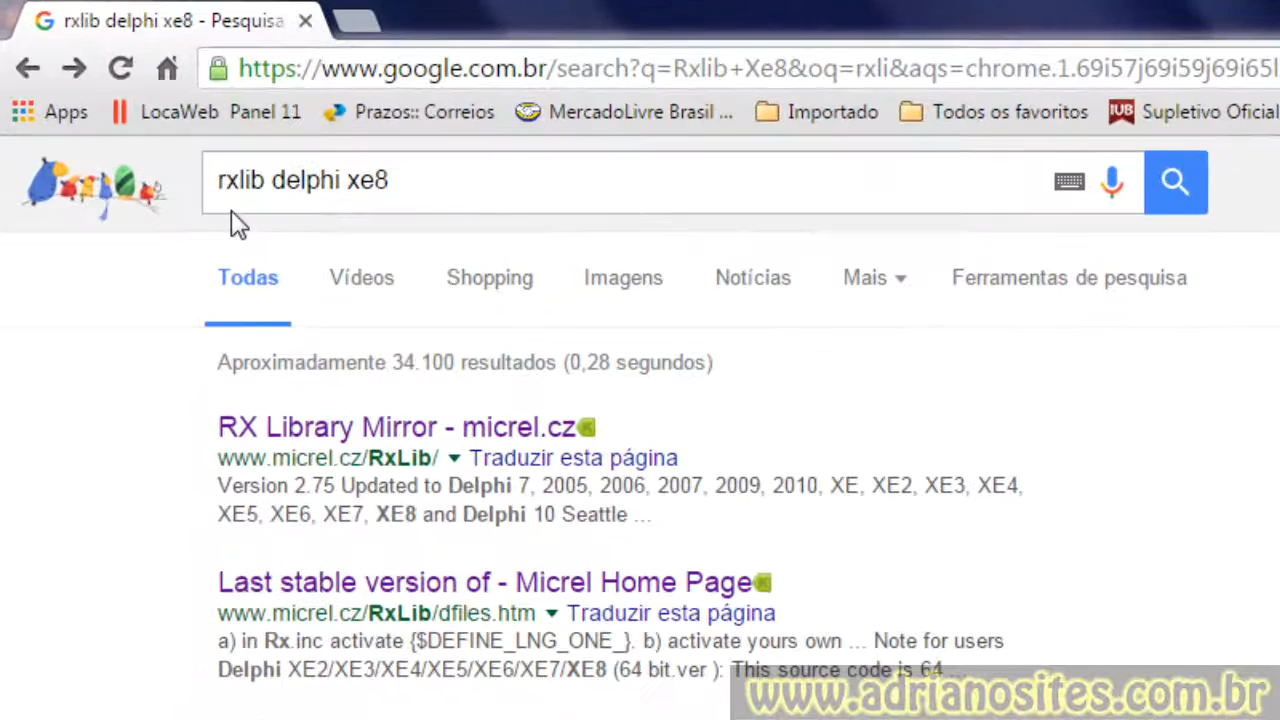 rxlib delphi xe8 - Pesquisa
https://www.google.com.br/search?q=Rxlib+Xe8&oq=rxli&aqs=chrome.1.69i57j69i59j69i65l
Apps LocaWeb Panel 11 Prazos:: Correios MercadoLivre Brasil ... Importado Todos os favoritos IUB Supletivo Oficial
rxlib delphi xe8
Todas Vídeos Shopping Imagens Notícias Mais Ferramentas de pesquisa
Aproximadamente 34.100 resultados (0,28 segundos)
RX Library Mirror - micrel.cz
www.micrel.cz/RxLib/ Traduzir esta página
Version 2.75 Updated to Delphi 7, 2005, 2006, 2007, 2009, 2010, XE, XE2, XE3, XE4,
XE5, XE6, XE7, XE8 and Delphi 10 Seattle ...
Last stable version of - Micrel Home Page
www.micrel.cz/RxLib/dfiles.htm Traduzir esta página
a) in Rx.inc activate {$DEFINE_LNG_ONE_}. b) activate yours own ... Note for users
Delphi XE2/XE3/XE4/XE5/XE6/XE7/XE8 (64 bit.ver ): This source code is 64 ...
www.adrianosites.com.br